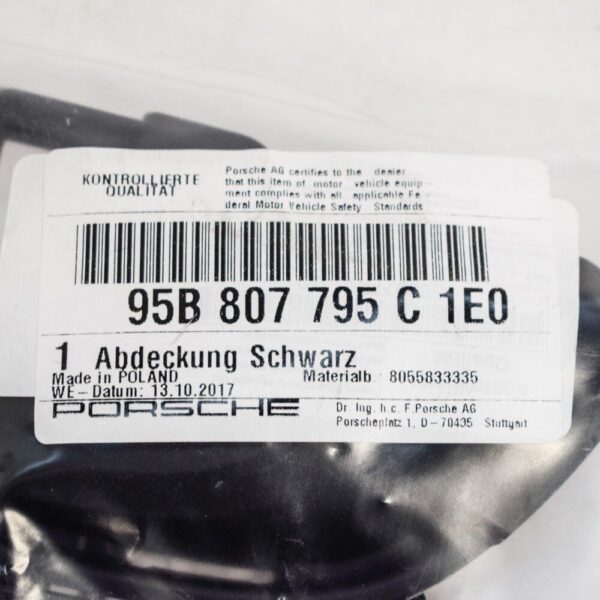 KONTROLLIERTE
QUALITÄT
Porsche AG certifies to the dealer
that this item of motor vehicle equip-
ment complies with all applicable Fe
deral Motor Vehicle Safety Standards
95B 807 795 C 1E0
1 Abdeckung Schwarz
Made in POLAND Materialb. 8055833335
WE-Datum: 13.10.2017
PORSCHE
Dr. Ing. h.c. F.Porsche AG
Porscheplatz 1, D-70435 Stuttgart